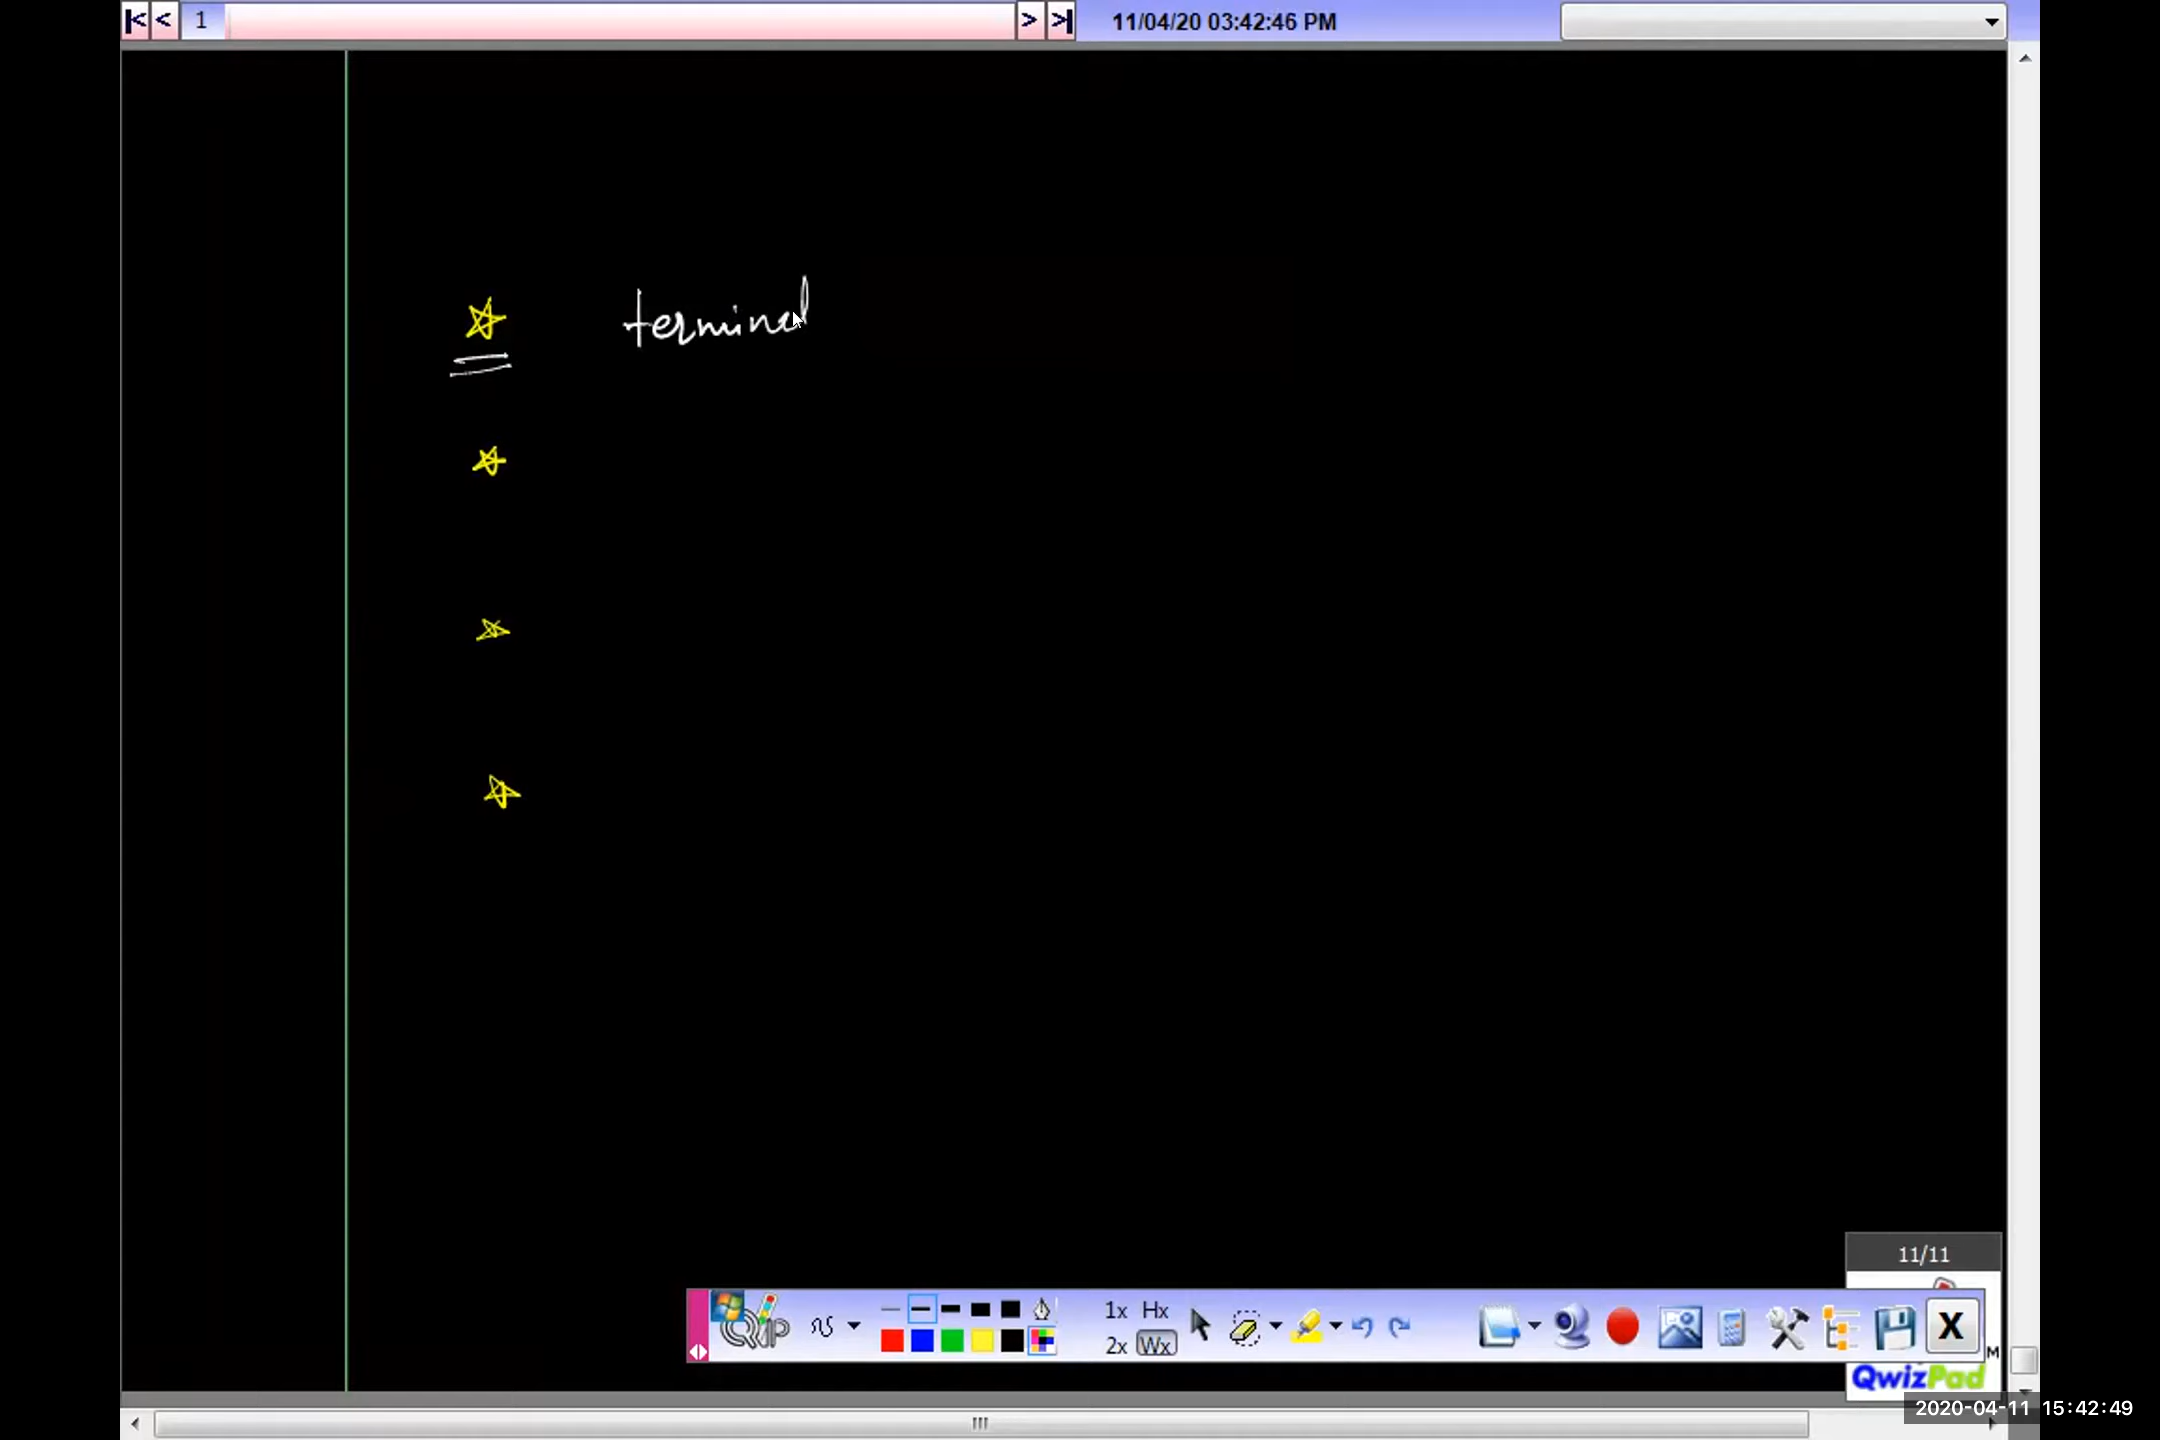 |< < 1 > >| 11/04/20 03:42:46 PM
terminal
11/11
1x Hx
2x Wx
Qip
X
M
QwizPad
2020-04-11 15:42:49